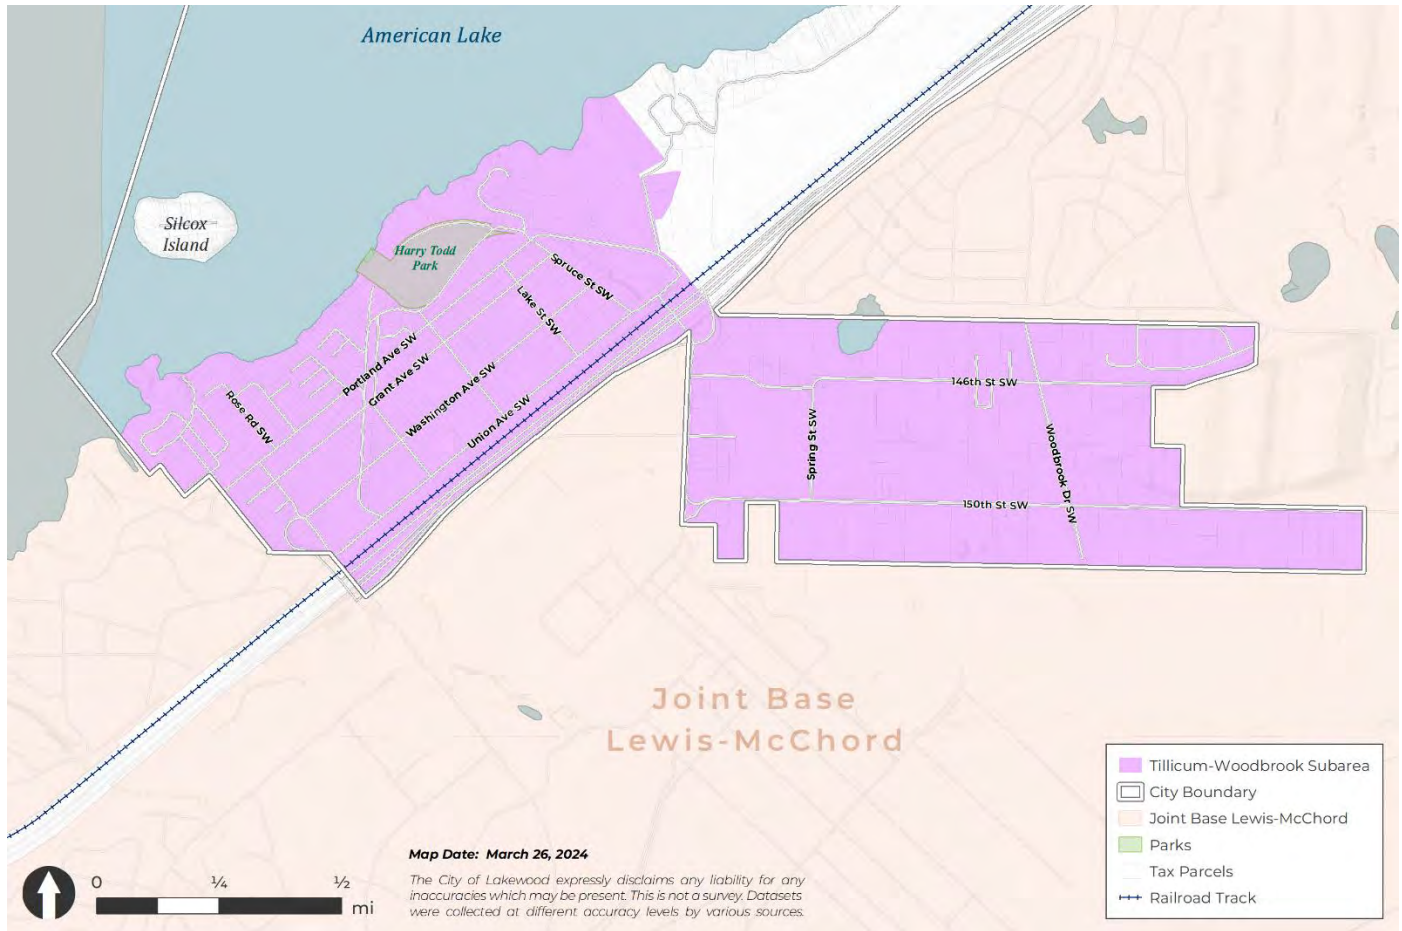 American Lake
Silcox
Island
Harry Todd
Park
Spruce St SW
Lake St SW
Portland Ave SW
Grant Ave SW
Washington Ave SW
Union Ave SW
Rose Rd SW
146th St SW
Spring St SW
Woodbrook Dr SW
150th St SW
Joint Base
Lewis-McChord
Tillicum-Woodbrook Subarea
City Boundary
Joint Base Lewis-McChord
Parks
Tax Parcels
Railroad Track
0 ¼ ½
mi
Map Date: March 26, 2024
The City of Lakewood expressly disclaims any liability for any
inaccuracies which may be present. This is not a survey. Datasets
were collected at different accuracy levels by various sources.